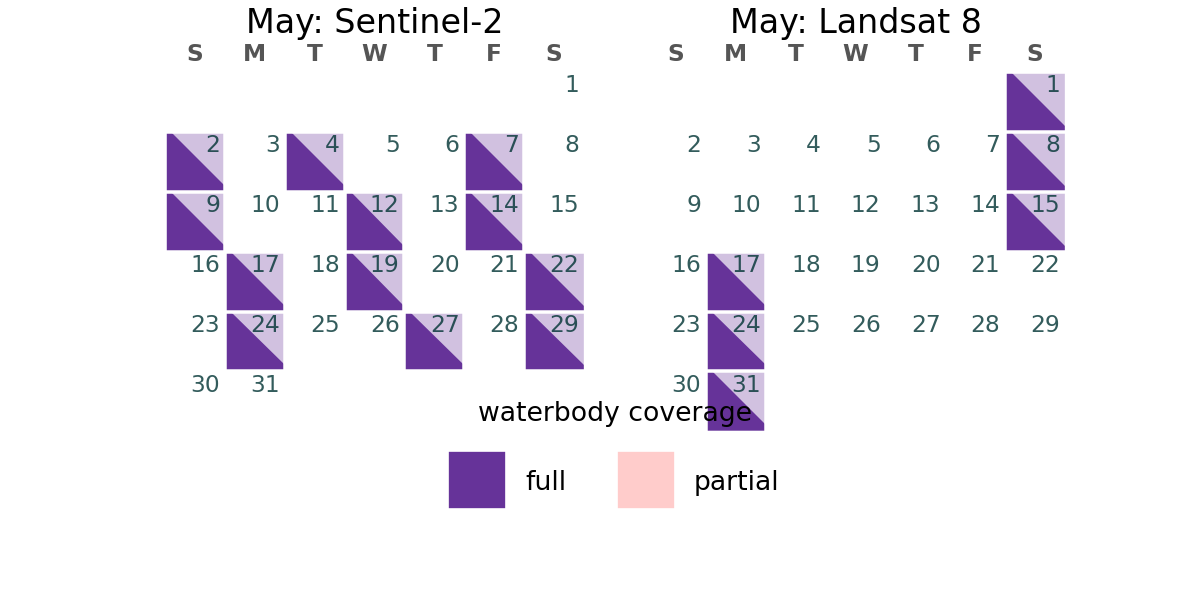 May: Sentinel-2
S M T W T F S
1
2 3 4 5 6 7 8
9 10 11 12 13 14 15
16 17 18 19 20 21 22
23 24 25 26 27 28 29
30 31
May: Landsat 8
S M T W T F S
1
2 3 4 5 6 7 8
9 10 11 12 13 14 15
16 17 18 19 20 21 22
23 24 25 26 27 28 29
30 31
waterbody coverage
full partial